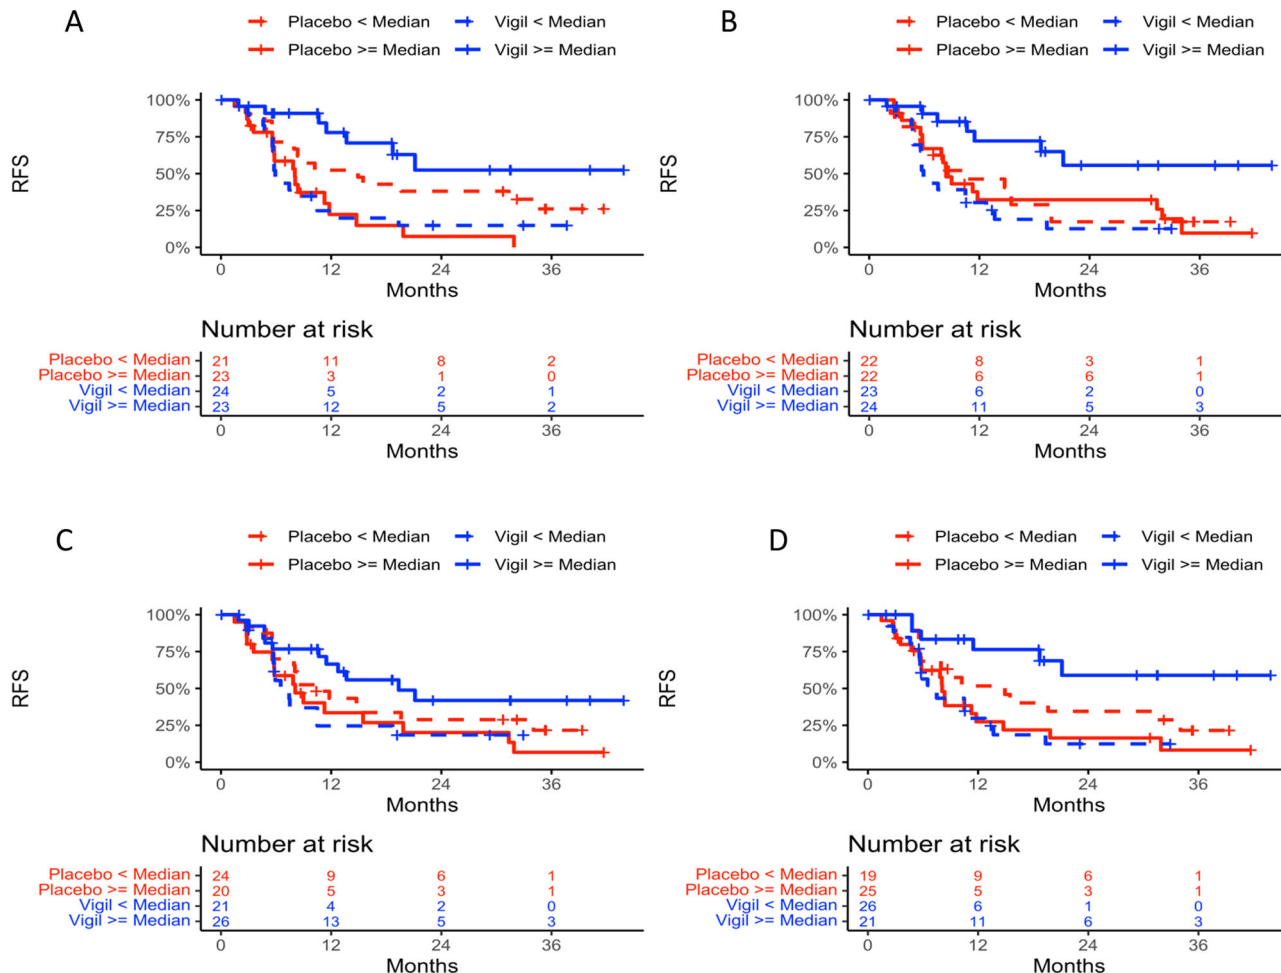 A
Placebo < Median Vigil < Median
Placebo >= Median Vigil >= Median
100%
75%
50%
25%
0%
RFS
0 12 24 36
Months
Number at risk
Placebo < Median 21 11 8 2
Placebo >= Median 23 3 1 0
Vigil < Median 24 5 2 1
Vigil >= Median 23 12 5 2
0 12 24 36
Months
B
Placebo < Median Vigil < Median
Placebo >= Median Vigil >= Median
100%
75%
50%
25%
0%
RFS
0 12 24 36
Months
Number at risk
Placebo < Median 22 8 3 1
Placebo >= Median 22 6 6 1
Vigil < Median 23 6 2 0
Vigil >= Median 24 11 5 3
0 12 24 36
Months
C
Placebo < Median Vigil < Median
Placebo >= Median Vigil >= Median
100%
75%
50%
25%
0%
RFS
0 12 24 36
Months
Number at risk
Placebo < Median 24 9 6 1
Placebo >= Median 20 5 3 1
Vigil < Median 21 4 2 0
Vigil >= Median 26 13 5 3
0 12 24 36
Months
D
Placebo < Median Vigil < Median
Placebo >= Median Vigil >= Median
100%
75%
50%
25%
0%
RFS
0 12 24 36
Months
Number at risk
Placebo < Median 19 9 6 1
Placebo >= Median 25 5 3 1
Vigil < Median 26 6 1 0
Vigil >= Median 21 11 6 3
0 12 24 36
Months